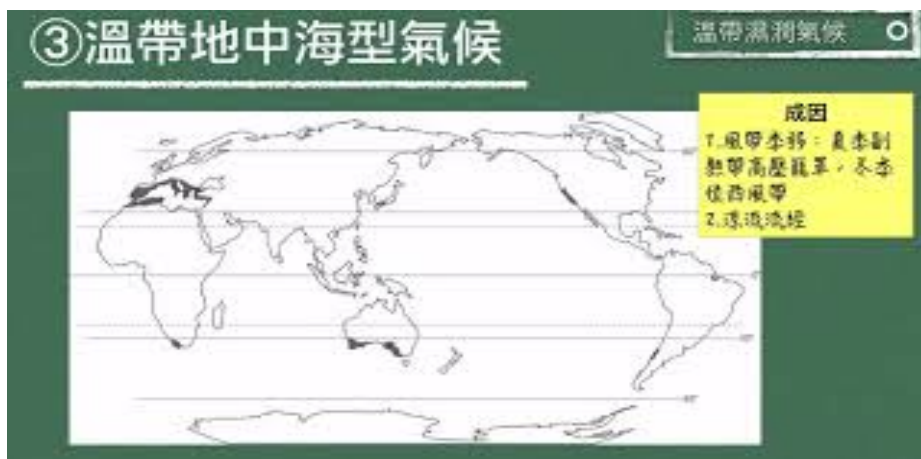 ③溫帶地中海型氣候
溫帶濕潤氣候
成因
1.風帶季移：夏季副
熱帶高壓籠罩，冬季
位西風帶
2.涼流流經